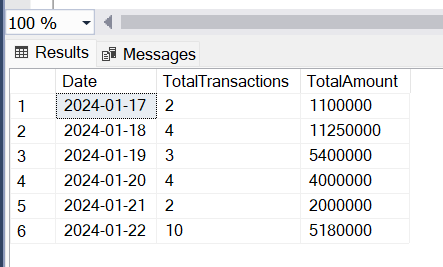 100 %
Results Messages
Date TotalTransactions TotalAmount
1 2024-01-17 2 1100000
2 2024-01-18 4 11250000
3 2024-01-19 3 5400000
4 2024-01-20 4 4000000
5 2024-01-21 2 2000000
6 2024-01-22 10 5180000